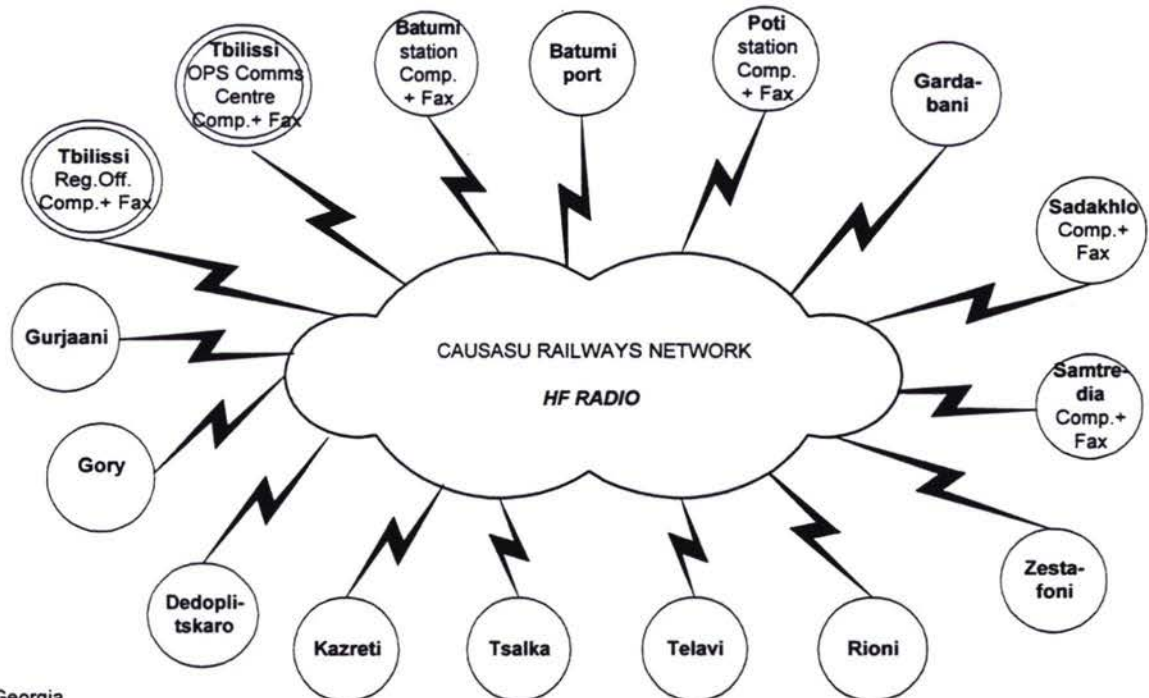 Tbilissi
OPS Comms
Centre
Comp.+ Fax
Batumi
station
Comp.
+ Fax
Batumi
port
Poti
station
Comp.
+ Fax
Garda-
bani
Tbilissi
Reg.Off.
Comp.+ Fax
Sadakhlo
Comp.+
Fax
Gurjaani
CAUSASU RAILWAYS NETWORK
HF RADIO
Samtre-
dia
Comp.+
Fax
Gory
Dedopli-
tskaro
Kazreti
Tsalka
Telavi
Rioni
Zesta-
foni
Georgia